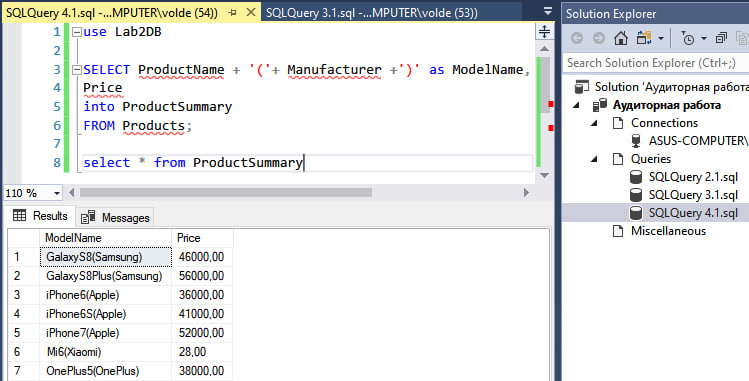 SQLQuery 4.1.sql -...MPUTER\volde (54))
SQLQuery 3.1.sql -...MPUTER\volde (53))
1 use Lab2DB
2
3 SELECT ProductName + '('+ Manufacturer +')' as ModelName,
4 Price
5 into ProductSummary
6 FROM Products;
7
8 select * from ProductSummary
110 %
Results Messages
ModelName Price
1 GalaxyS8(Samsung) 46000,00
2 GalaxyS8Plus(Samsung) 56000,00
3 iPhone6(Apple) 36000,00
4 iPhone6S(Apple) 41000,00
5 iPhone7(Apple) 52000,00
6 Mi6(Xiaomi) 28,00
7 OnePlus5(OnePlus) 38000,00
Solution Explorer
Search Solution Explorer (Ctrl+;)
Solution 'Аудиторная работа
Аудиторная работа
Connections
ASUS-COMPUTER\
Queries
SQLQuery 2.1.sql
SQLQuery 3.1.sql
SQLQuery 4.1.sql
Miscellaneous